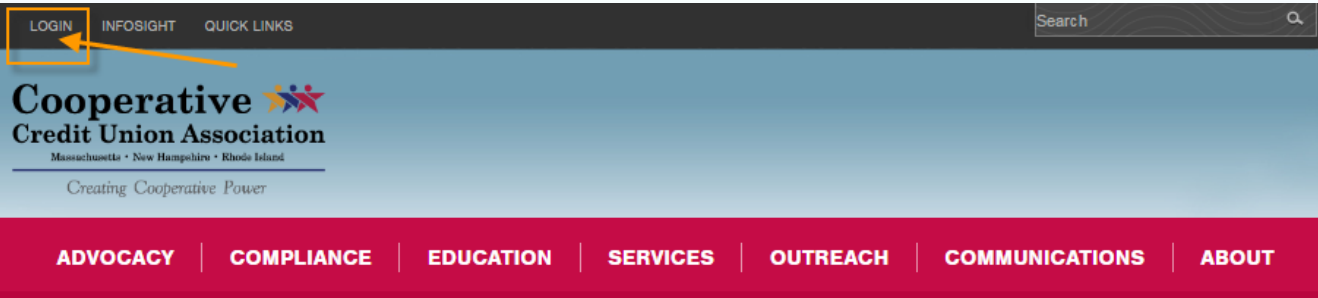 LOGIN INFOSIGHT QUICK LINKS Search
Cooperative
Credit Union Association
Massachusetts • New Hampshire • Rhode Island
Creating Cooperative Power
ADVOCACY COMPLIANCE EDUCATION SERVICES OUTREACH COMMUNICATIONS ABOUT